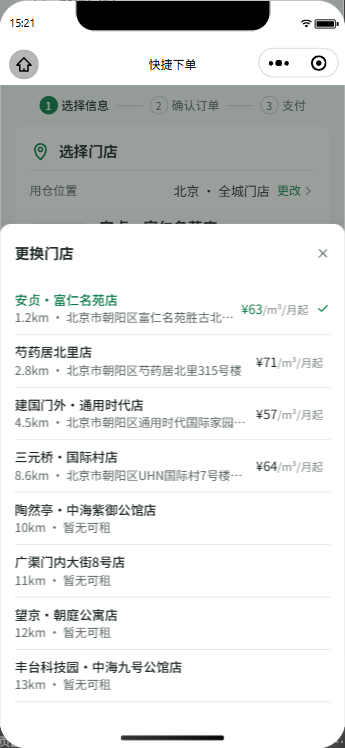 15:21
快捷下单
1 选择信息 2 确认订单 3 支付
选择门店
用仓位置 北京 · 全城门店 更改
更换门店
安贞·富仁名苑店
¥63/m³/月起
1.2km · 北京市朝阳区富仁名苑胜古北…
芍药居北里店
¥71/m³/月起
2.8km · 北京市朝阳区芍药居北里315号楼
建国门外·通用时代店
¥57/m³/月起
4.5km · 北京市朝阳区通用时代国际家园…
三元桥·国际村店
¥64/m³/月起
8.6km · 北京市朝阳区UHN国际村7号楼…
陶然亭·中海紫御公馆店
10km · 暂无可租
广渠门内大街8号店
11km · 暂无可租
望京·朝庭公寓店
12km · 暂无可租
丰台科技园·中海九号公馆店
13km · 暂无可租